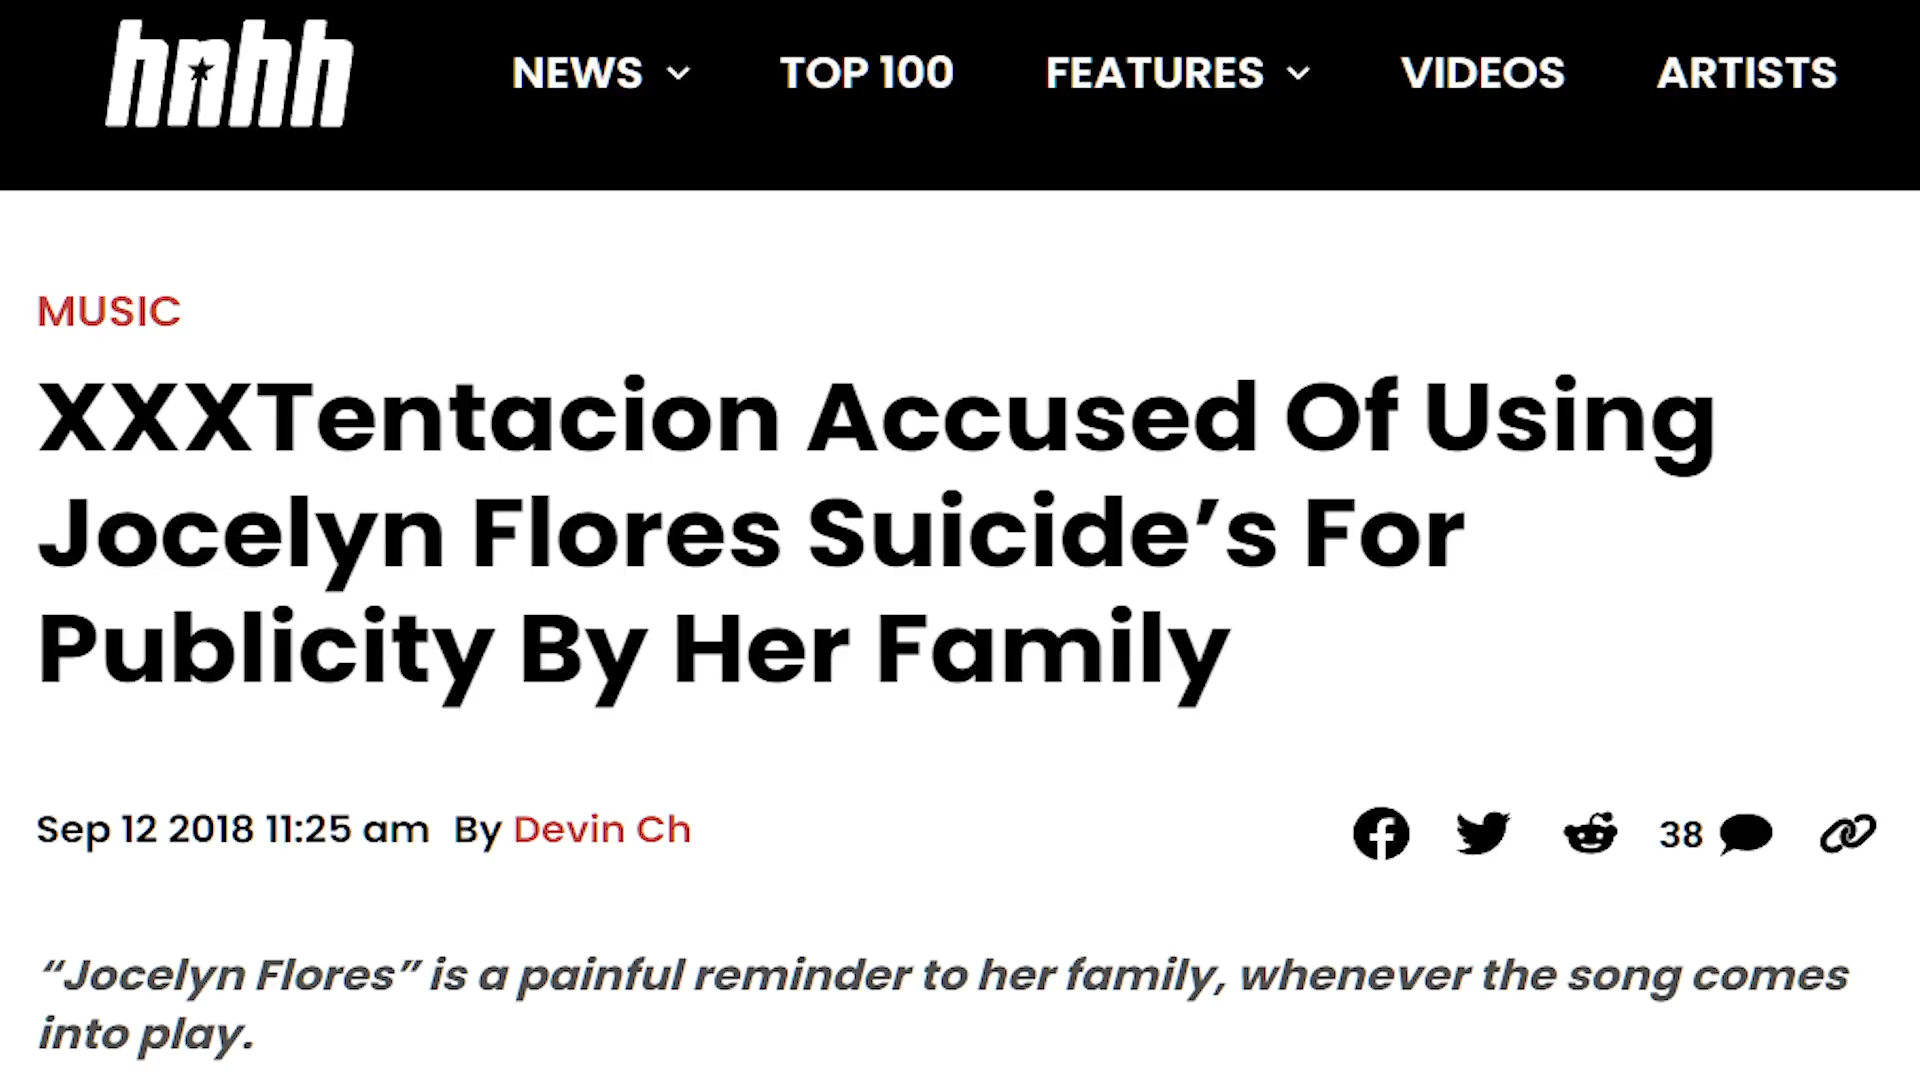 hnhh
NEWS TOP 100 FEATURES VIDEOS ARTISTS
MUSIC
XXXTentacion Accused Of Using
Jocelyn Flores Suicide’s For
Publicity By Her Family
Sep 12 2018 11:25 am By Devin Ch
38
“Jocelyn Flores” is a painful reminder to her family, whenever the song comes
into play.